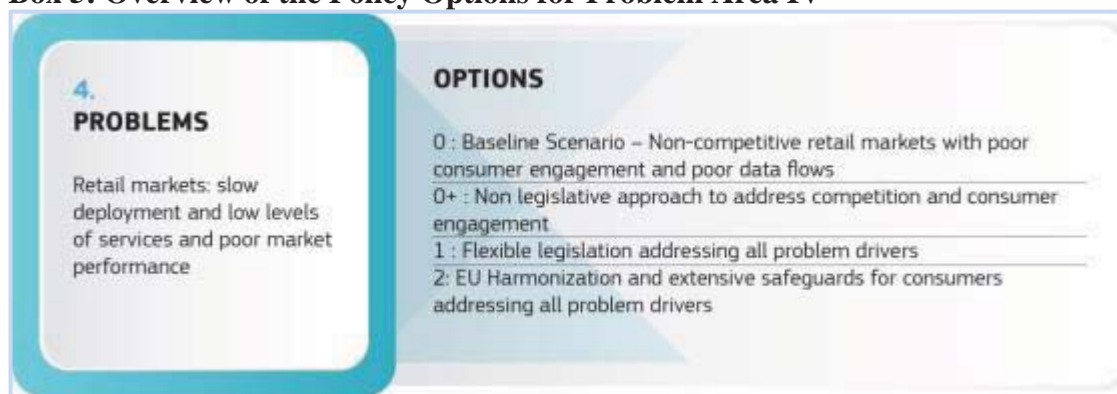 Box 5: Overview of the Policy Options for Problem Area IV
4.
PROBLEMS
Retail markets: slow
deployment and low levels
of services and poor market
performance
OPTIONS
0 : Baseline Scenario – Non-competitive retail markets with poor
consumer engagement and poor data flows
0+ : Non legislative approach to address competition and consumer
engagement
1 : Flexible legislation addressing all problem drivers
2: EU Harmonization and extensive safeguards for consumers
addressing all problem drivers